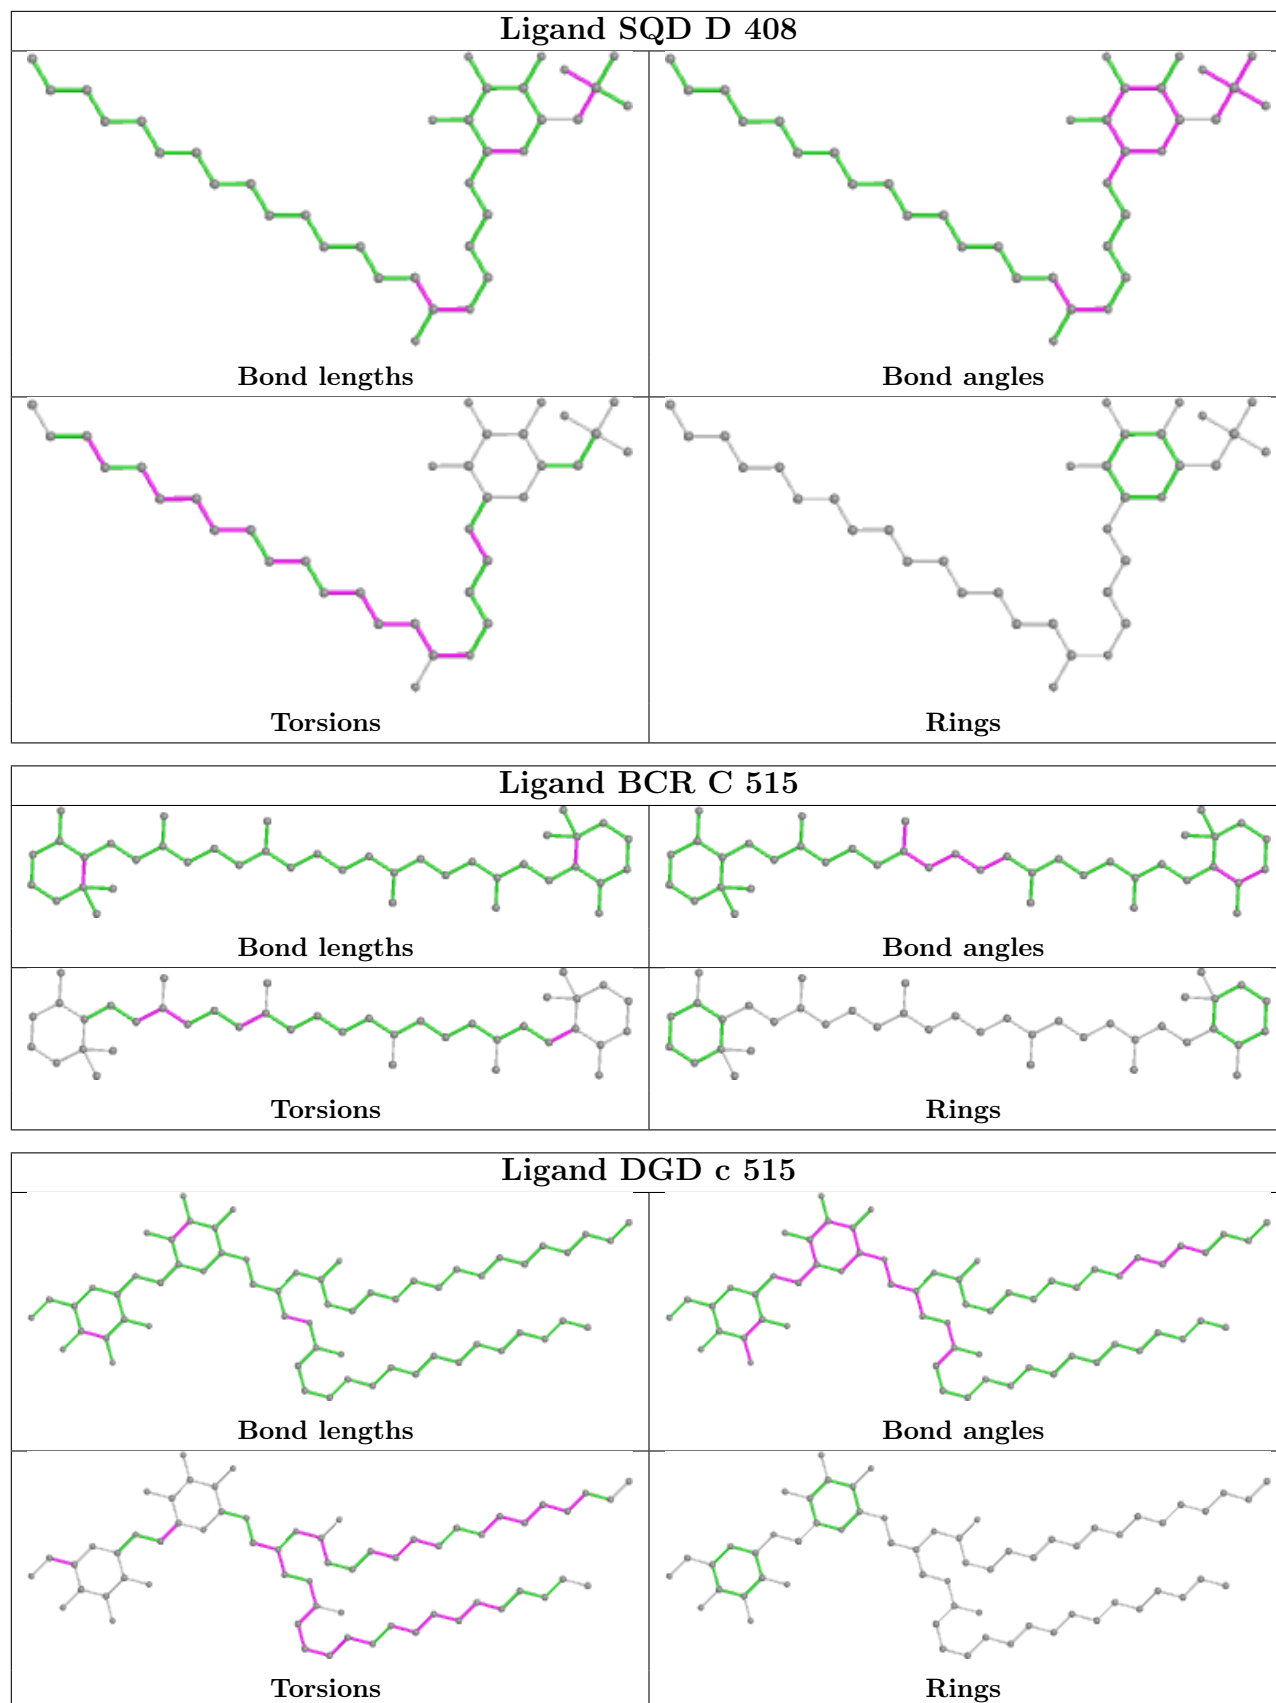 Ligand SQD D 408
Bond lengths
Bond angles
Torsions
Rings
Ligand BCR C 515
Bond lengths
Bond angles
Torsions
Rings
Ligand DGD c 515
Bond lengths
Bond angles
Torsions
Rings